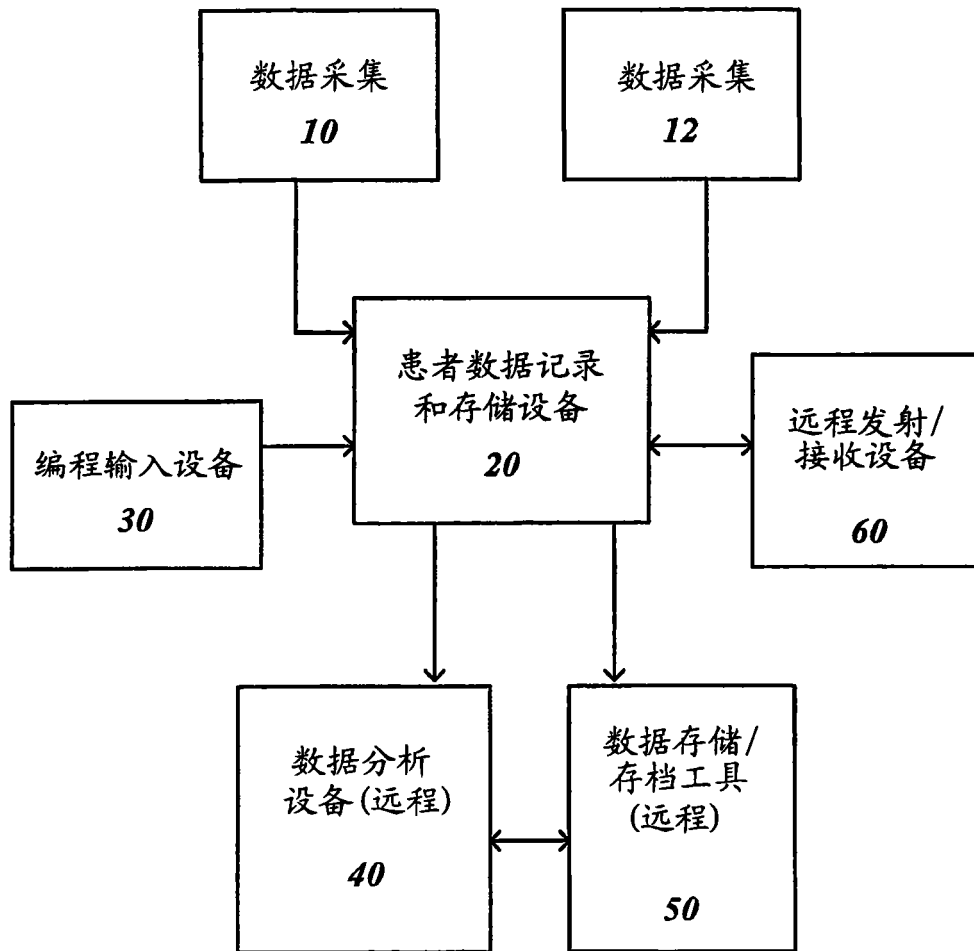 数据采集
10
数据采集
12
患者数据记录
和存储设备
20
编程输入设备
30
远程发射/
接收设备
60
数据分析
设备(远程)
40
数据存储/
存档工具
(远程)
50